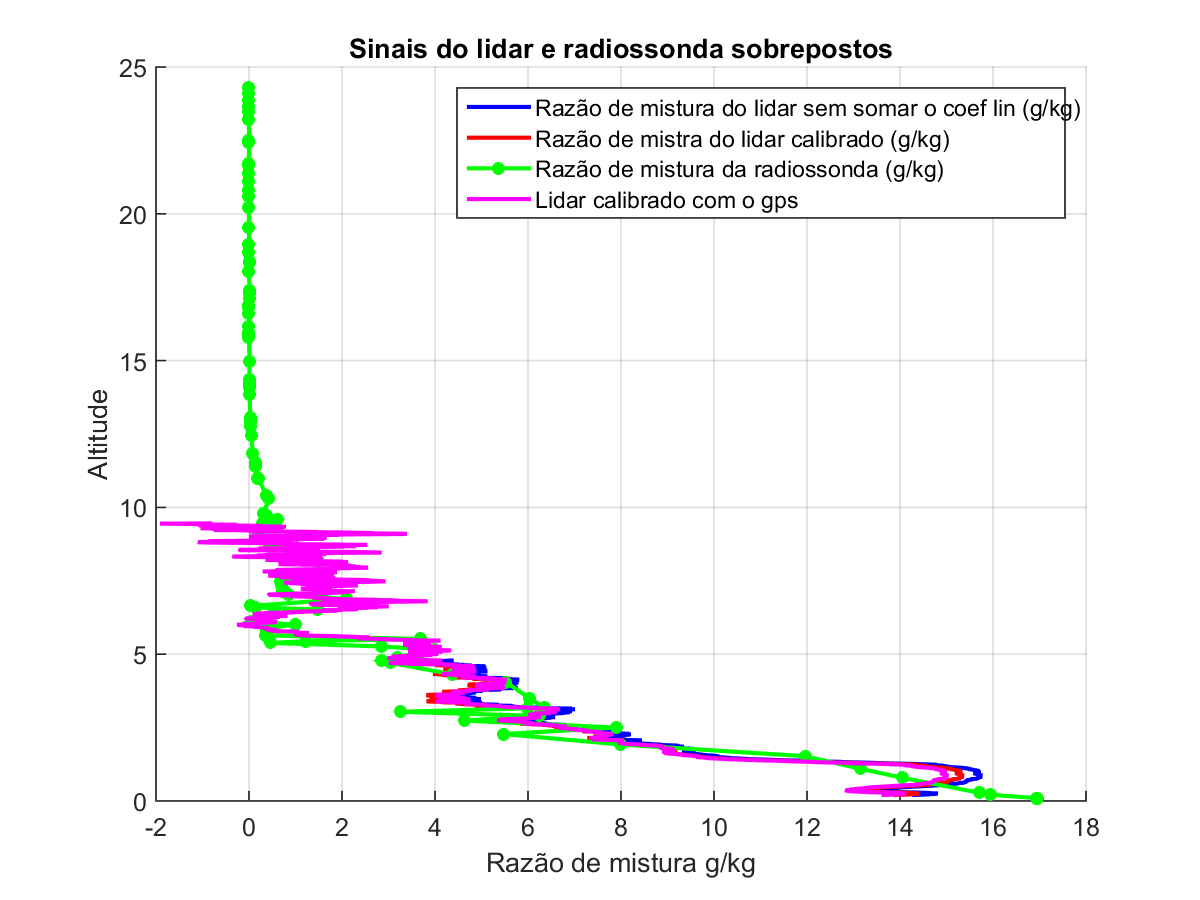 Sinais do lidar e radiossonda sobrepostos
25
20
15
10
5
0
Altitude
Razão de mistura do lidar sem somar o coef lin (g/kg)
Razão de mistra do lidar calibrado (g/kg)
Razão de mistura da radiossonda (g/kg)
Lidar calibrado com o gps
-2 0 2 4 6 8 10 12 14 16 18
Razão de mistura g/kg